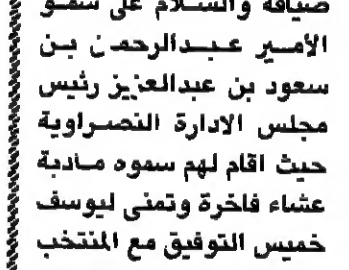 ضيافة والسلام على سمو
الأمير عبدالرحمن بن
سعود بن عبدالعزيز رئيس
مجلس الادارة النصراوية
حيث اقام لهم سموه مادبة
عشاء فاخرة وتمنى ليوسف
خميس التوفيق مع المنتخب